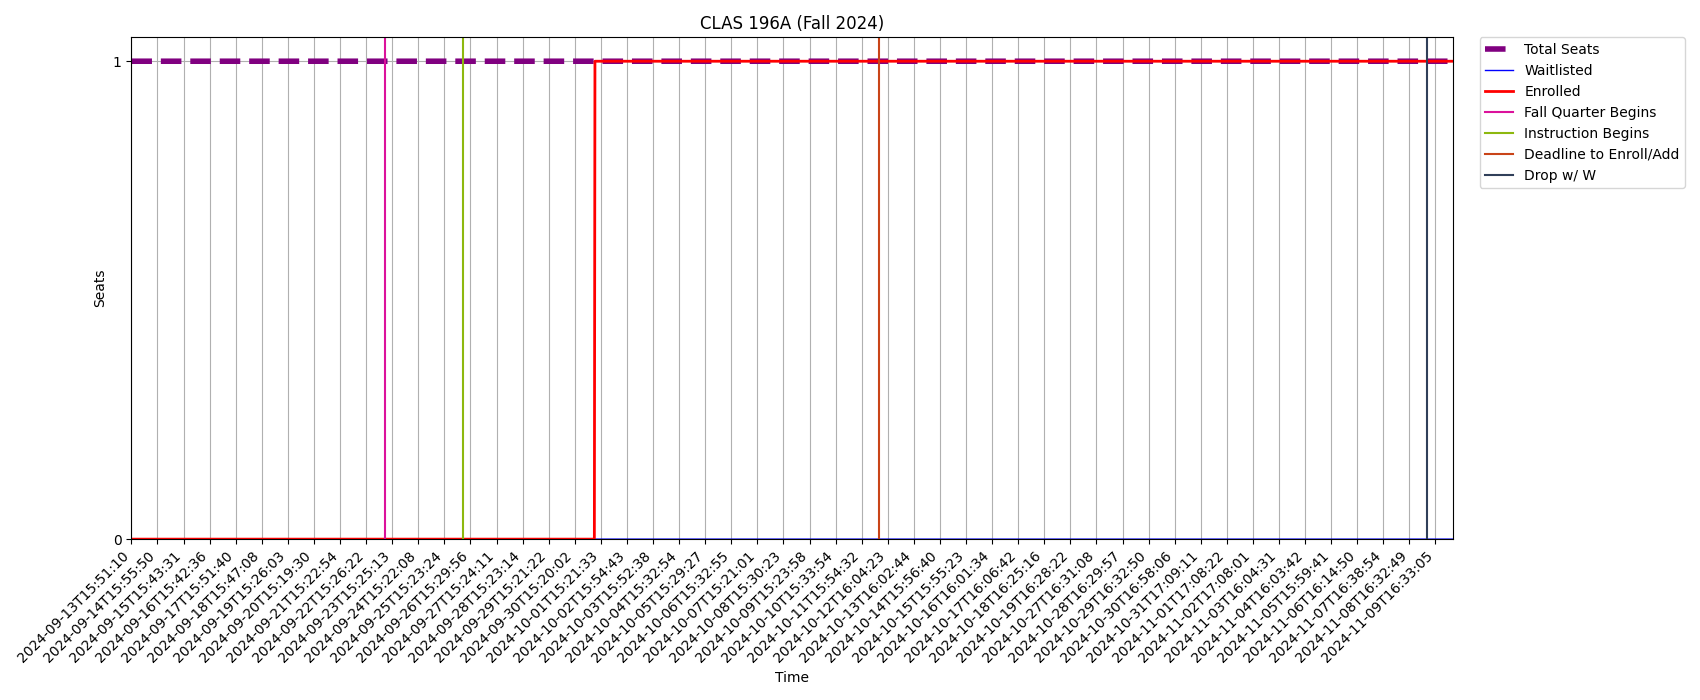 CLAS 196A (Fall 2024)
1
0
Seats
Total Seats
Waitlisted
Enrolled
Fall Quarter Begins
Instruction Begins
Deadline to Enroll/Add
Drop w/ W
2024-09-13T15:51:10
2024-09-14T15:55:50
2024-09-15T15:43:31
2024-09-16T15:42:36
2024-09-17T15:51:40
2024-09-18T15:47:08
2024-09-19T15:26:03
2024-09-20T15:19:30
2024-09-21T15:22:54
2024-09-22T15:26:22
2024-09-23T15:25:13
2024-09-24T15:22:08
2024-09-25T15:23:24
2024-09-26T15:29:56
2024-09-27T15:24:11
2024-09-28T15:23:14
2024-09-29T15:21:22
2024-09-30T15:20:02
2024-10-01T15:21:33
2024-10-02T15:54:43
2024-10-03T15:52:38
2024-10-04T15:32:54
2024-10-05T15:29:27
2024-10-06T15:32:55
2024-10-07T15:21:01
2024-10-08T15:30:23
2024-10-09T15:23:58
2024-10-10T15:33:54
2024-10-11T15:54:32
2024-10-12T16:04:23
2024-10-13T16:02:44
2024-10-14T15:56:40
2024-10-15T15:55:23
2024-10-16T16:01:34
2024-10-17T16:06:42
2024-10-18T16:25:16
2024-10-19T16:28:22
2024-10-27T16:31:08
2024-10-28T16:29:57
2024-10-29T16:32:50
2024-10-30T16:58:06
2024-10-31T17:09:11
2024-11-01T17:08:22
2024-11-02T17:08:01
2024-11-03T16:04:31
2024-11-04T16:03:42
2024-11-05T15:59:41
2024-11-06T16:14:50
2024-11-07T16:38:54
2024-11-08T16:32:49
2024-11-09T16:33:05
Time